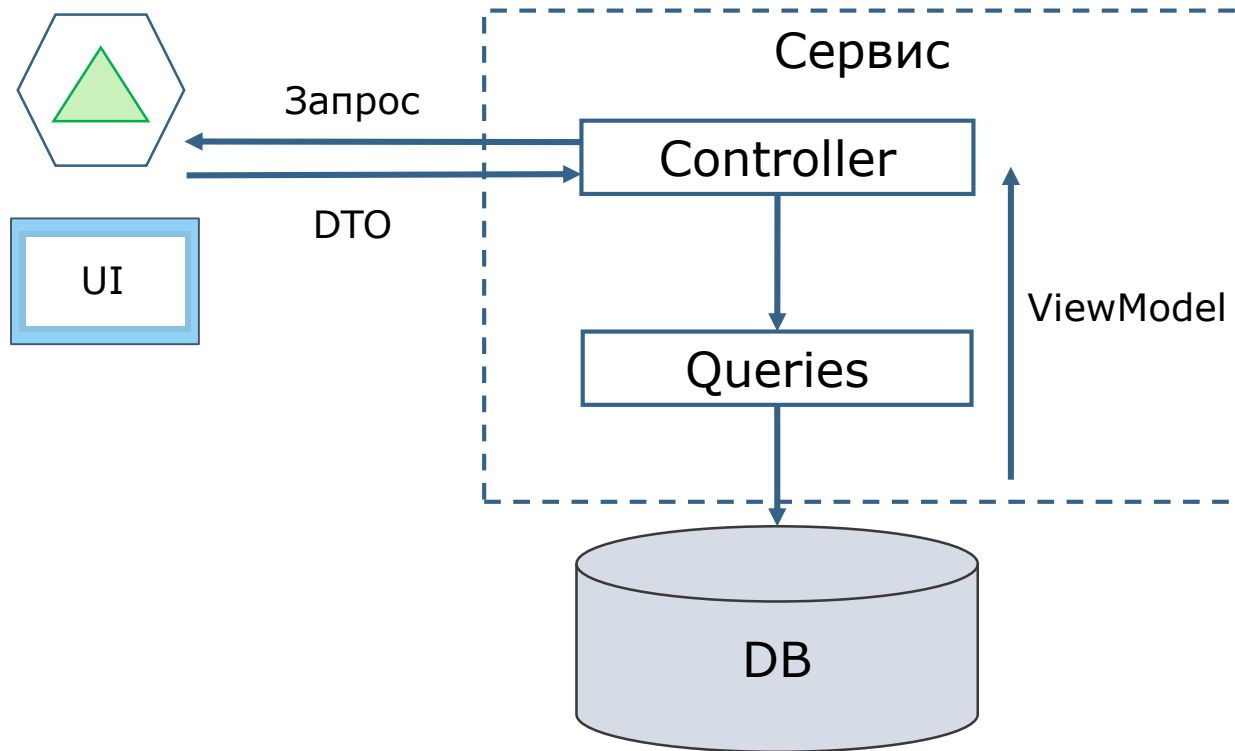 Сервис
Запрос
Controller
DTO
UI
ViewModel
Queries
DB